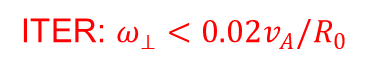 ITER: ω⊥ < 0.02v_A/R_0